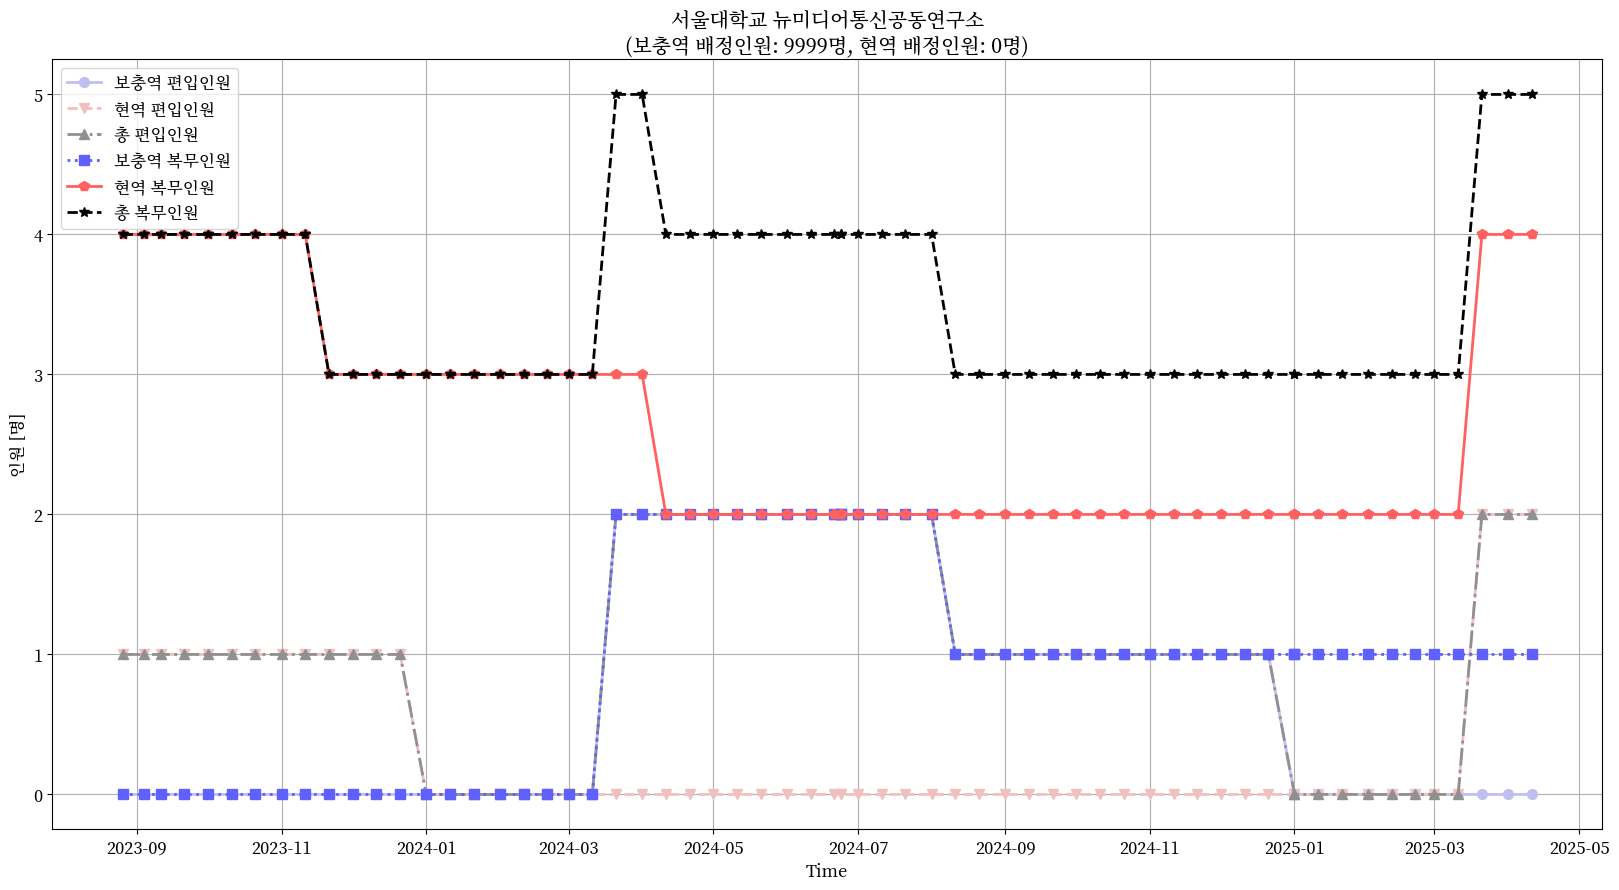 서울대학교 뉴미디어통신공동연구소
(보충역 배정인원: 9999명, 현역 배정인원: 0명)
보충역 편입인원
현역 편입인원
총 편입인원
보충역 복무인원
현역 복무인원
총 복무인원
인원 [명]
5
4
3
2
1
0
2023-09
2023-11
2024-01
2024-03
2024-05
2024-07
2024-09
2024-11
2025-01
2025-03
2025-05
Time